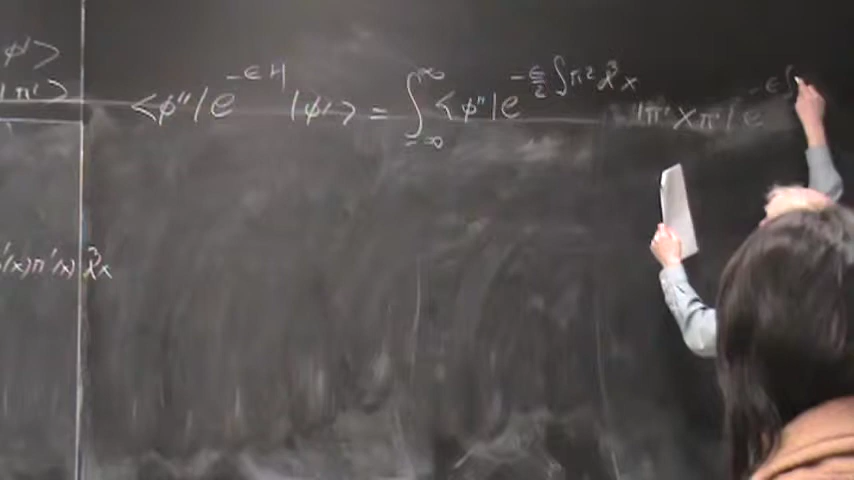 φ'>
|π'>
<φ''|e^{-εH}|φ'> = ∫_{-∞}^{∞} <φ''|e^{-ε/2 ∫π² d³x} |π'><π'|e^{-ε∫
'(x)π'(x) d³x